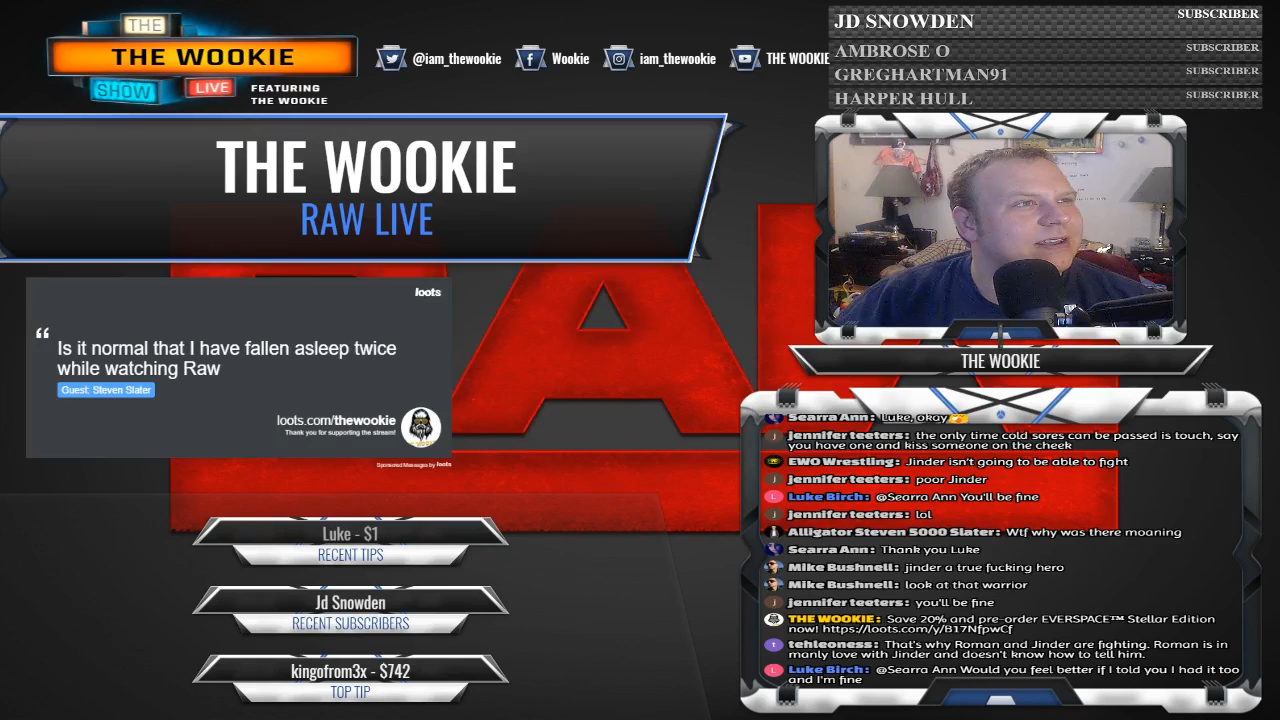 THE
THE WOOKIE
SHOW
LIVE
FEATURING
THE WOOKIE
@iam_thewookie
Wookie
iam_thewookie
THE WOOKIE
JD SNOWDEN SUBSCRIBER
AMBROSE O SUBSCRIBER
GREGHARTMAN91 SUBSCRIBER
HARPER HULL SUBSCRIBER
THE WOOKIE
RAW LIVE
loots
“ Is it normal that I have fallen asleep twice
while watching Raw
Guest: Steven Slater
loots.com/thewookie
Thank you for supporting the stream!
Sponsored Messages by loots
THE WOOKIE
Luke - $1
RECENT TIPS
Jd Snowden
RECENT SUBSCRIBERS
kingofrom3x - $742
TOP TIP
Searra Ann: Luke, okay
jennifer teeters: the only time cold sores can be passed is touch, say
you have one and kiss someone on the cheek
EWO Wrestling: Jinder isn't going to be able to fight
jennifer teeters: poor Jinder
Luke Birch: @Searra Ann You'll be fine
jennifer teeters: lol
Alligator Steven 5000 Slater: Wtf why was there moaning
Searra Ann: Thank you Luke
Mike Bushnell: jinder a true fucking hero
Mike Bushnell: look at that warrior
jennifer teeters: you'll be fine
THE WOOKIE: Save 20% and pre-order EVERSPACE™ Stellar Edition
now! https://loots.com/y/B17NfpwCf
tehleoness: That's why Roman and Jinder are fighting. Roman is in
manly love with Jinder and doesn't know how to tell him.
Luke Birch: @Searra Ann Would you feel better if I told you I had it too
and I'm fine